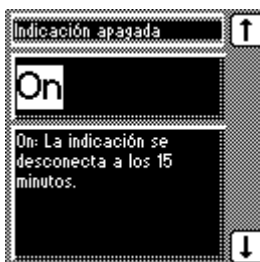 Indicación apagada
On
On: La indicación se
desconecta a los 15
minutos.